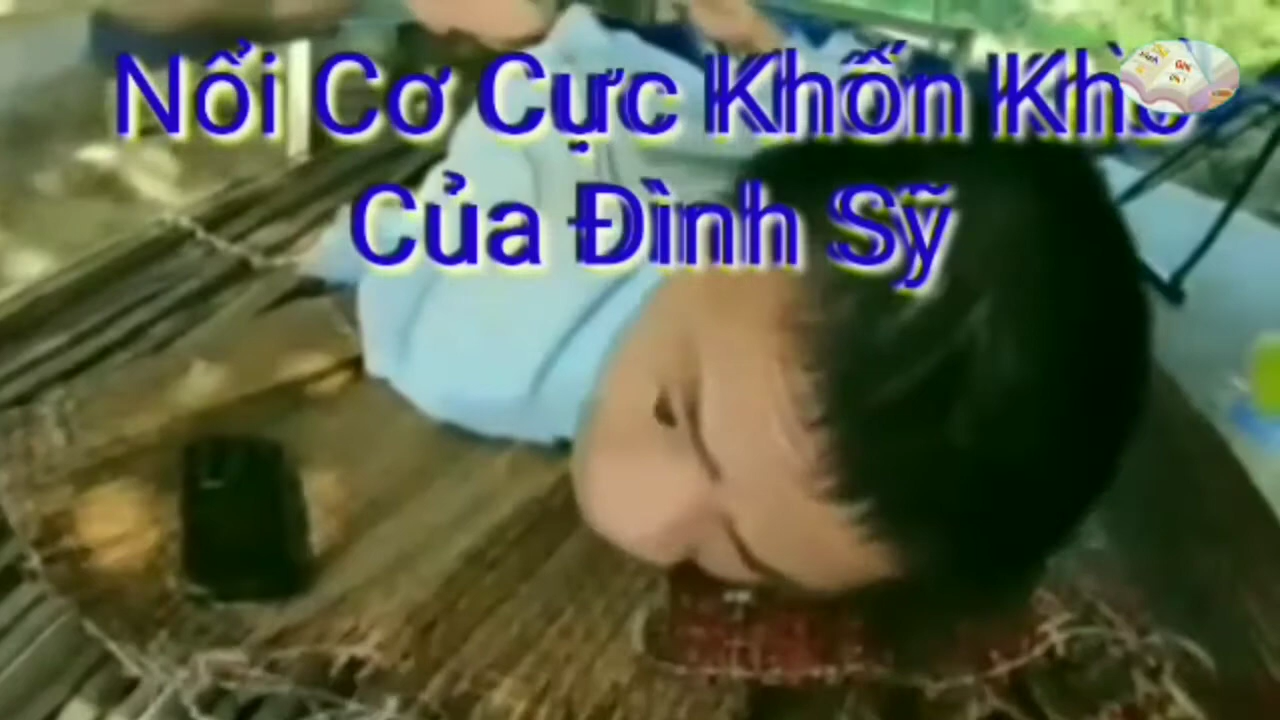 Nổi Cơ Cực Khốn Khổ
Của Đình Sỹ